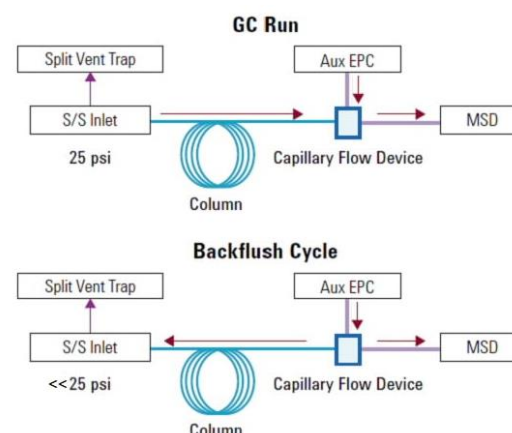 GC Run
Split Vent Trap
Aux EPC
S/S Inlet
MSD
25 psi
Capillary Flow Device
Column
Backflush Cycle
Split Vent Trap
Aux EPC
S/S Inlet
MSD
<<25 psi
Capillary Flow Device
Column